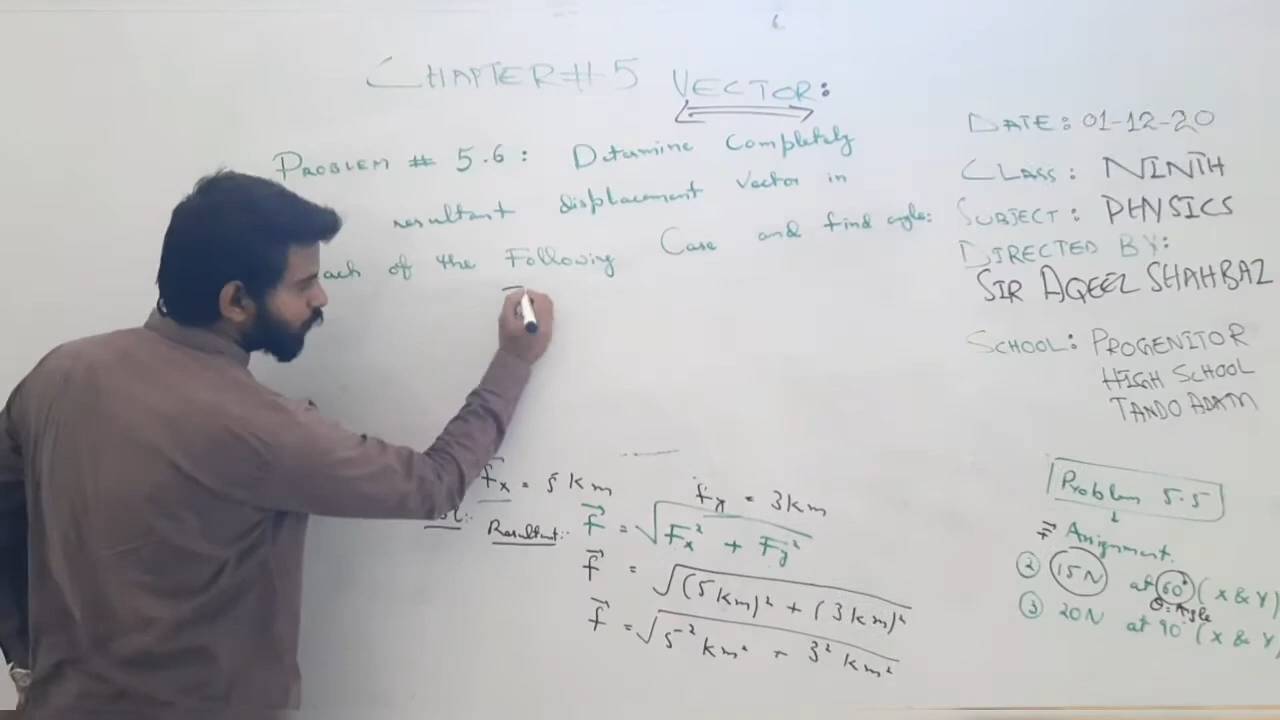 CHAPTER # 5 VECTOR:
PROBLEM # 5.6: Determine Completely
resultant displacement Vector in
ach of the Following Case and find angle:
DATE: 01-12-20
CLASS: NINTH
SUBJECT: PHYSICS
DIRECTED BY:
SIR AQEEL SHAHBAZ
SCHOOL: PROGENITOR
HIGH SCHOOL
TANDO ADAM
fx = 5 km fy = 3km
Resultant:- F = √Fx² + Fy²
f = √(5 km)² + (3 km)²
f = √5² km² + 3² km²
Problem 5.5
Assignment.
② 15N at 60° (X & Y)
θ: Angle
③ 20N at 90° (X & Y